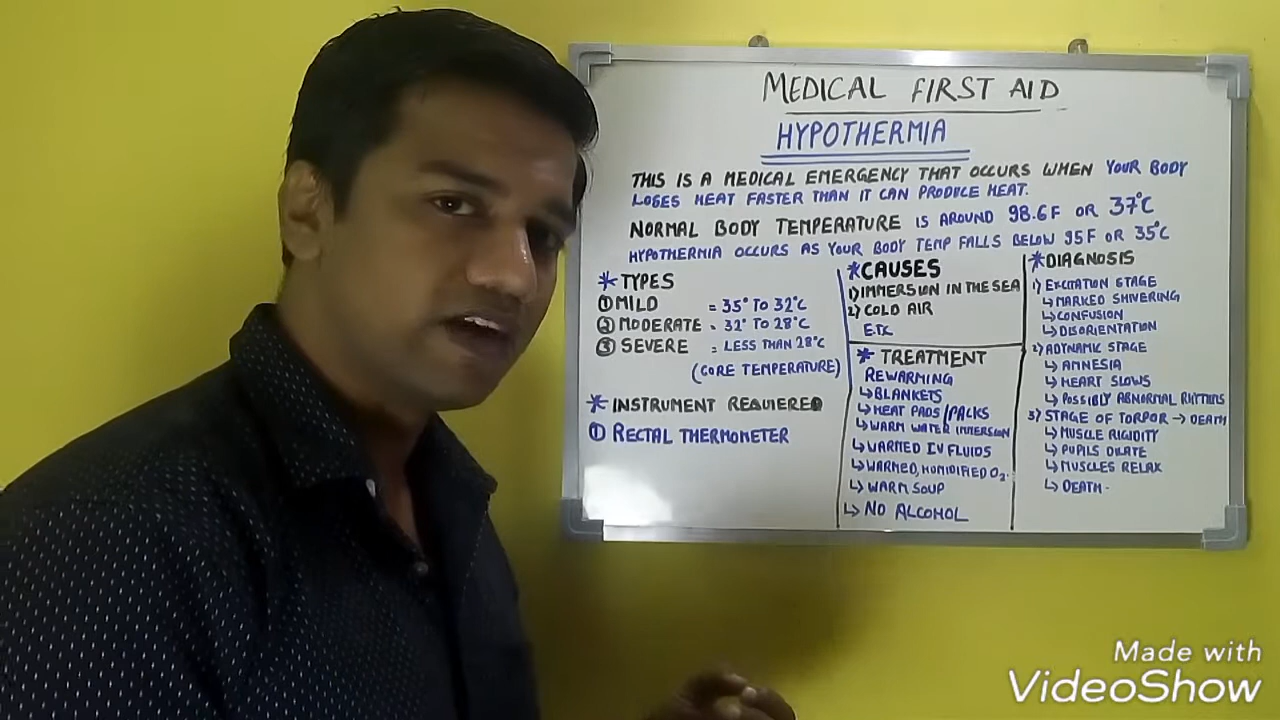 MEDICAL FIRST AID
HYPOTHERMIA
THIS IS A MEDICAL EMERGENCY THAT OCCURS WHEN YOUR BODY
LOSES HEAT FASTER THAN IT CAN PRODUCE HEAT.
NORMAL BODY TEMPERATURE IS AROUND 98.6F OR 37°C
HYPOTHERMIA OCCURS AS YOUR BODY TEMP FALLS BELOW 95F OR 35°C
* TYPES
① MILD = 35° TO 32°C
② MODERATE = 32° TO 28°C
③ SEVERE = LESS THAN 28°C
(CORE TEMPERATURE)
* INSTRUMENT REQUIERED
① RECTAL THERMOMETER
* CAUSES
1) IMMERSION IN THE SEA
2) COLD AIR
ETC
* TREATMENT
REWARMING
↳ BLANKETS
↳ HEAT PADS/PACKS
↳ WARM WATER IMMERSION
↳ WARMED IV FLUIDS
↳ WARMED, HUMIDIFIED O2.
↳ WARM SOUP
↳ NO ALCOHOL
* DIAGNOSIS
1) EXCITATION STAGE
↳ MARKED SHIVERING
↳ CONFUSION
↳ DISORIENTATION
2) ADYNAMIC STAGE
↳ AMNESIA
↳ HEART SLOWS
↳ POSSIBLY ABNORMAL RHYTHMS
3) STAGE OF TORPOR → DEATH
↳ MUSCLE RIGIDITY
↳ PUPILS DILATE
↳ MUSCLES RELAX
↳ DEATH.
Made with
VideoShow